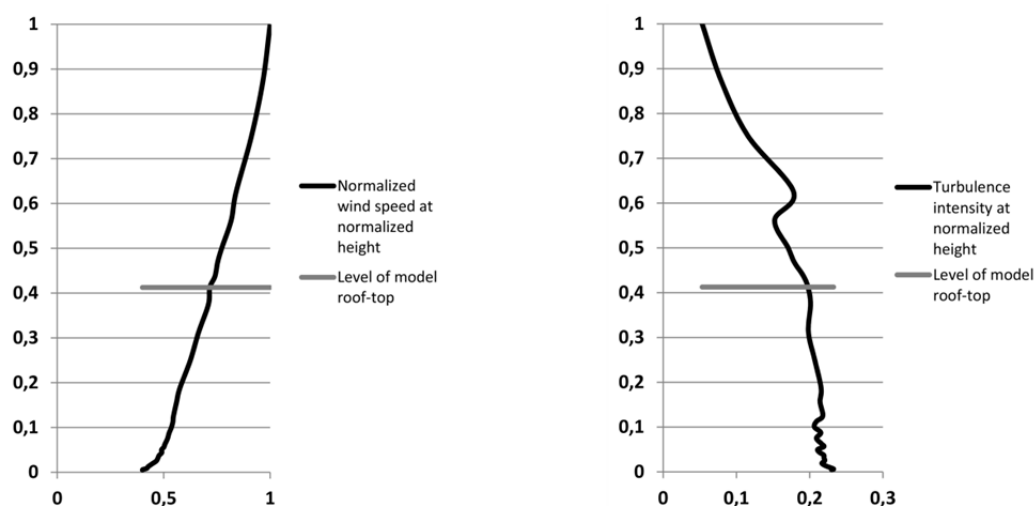 1
0,9
0,8
0,7
0,6
0,5
0,4
0,3
0,2
0,1
0
0
0,5
1
Normalized
wind speed at
normalized
height
Level of model
roof-top
1
0,9
0,8
0,7
0,6
0,5
0,4
0,3
0,2
0,1
0
0
0,1
0,2
0,3
Turbulence
intensity at
normalized
height
Level of model
roof-top